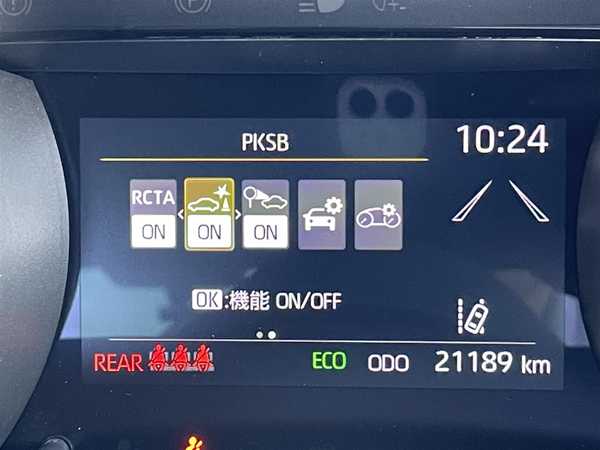 PKSB
10:24
RCTA
ON ON ON
OK:機能 ON/OFF
REAR ECO ODO 21189 km